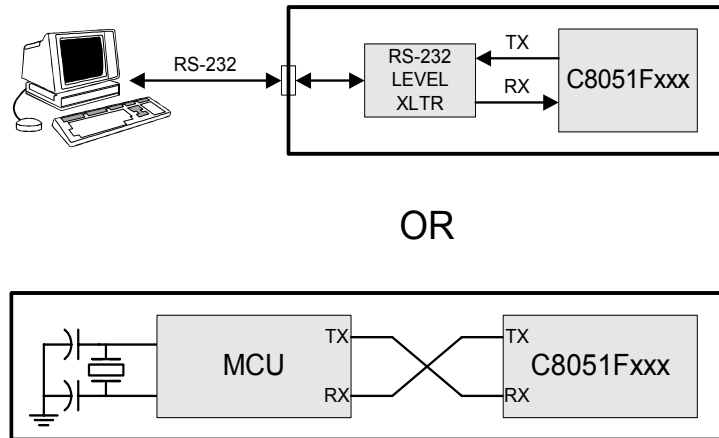 RS-232
RS-232
LEVEL
XLTR
TX
RX
C8051Fxxx
OR
MCU
TX
RX
TX
RX
C8051Fxxx